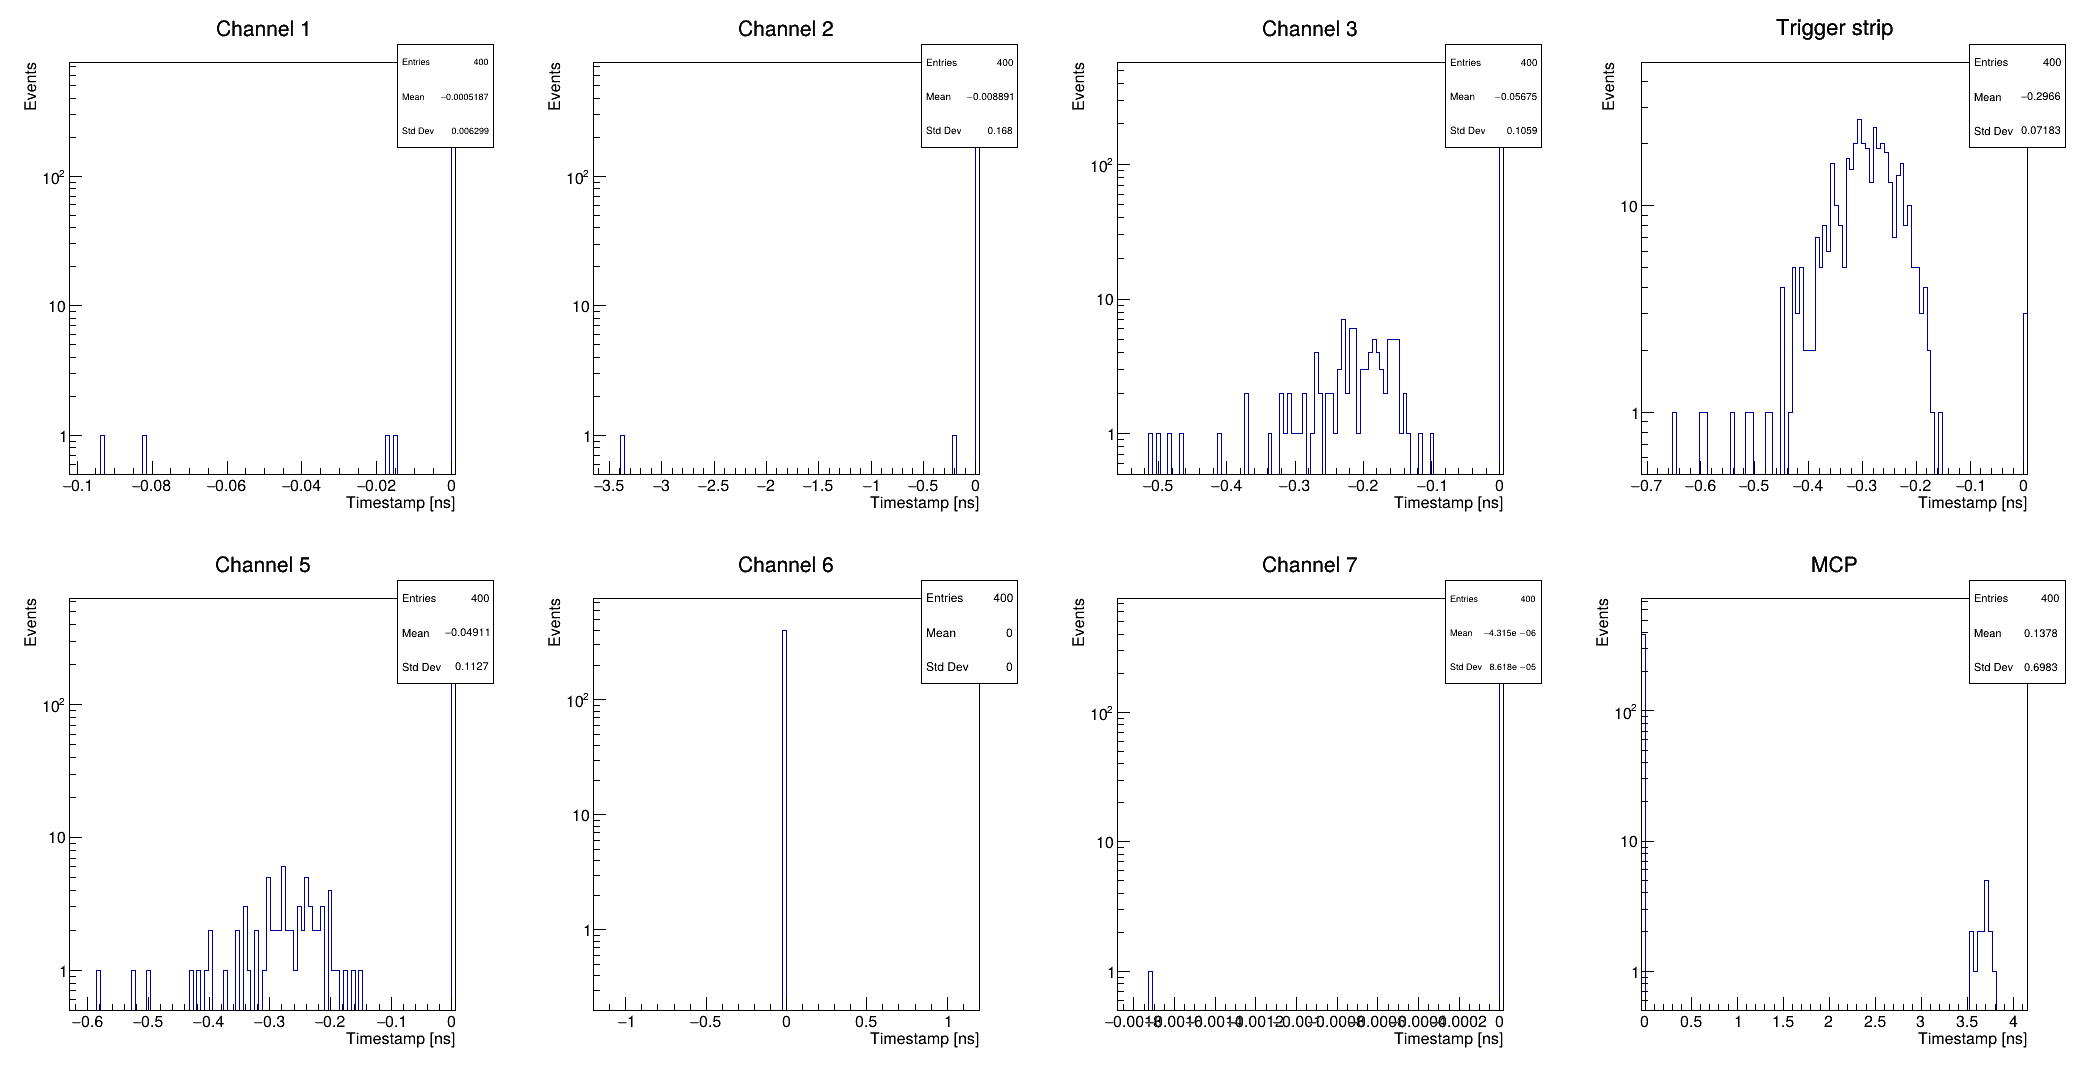 Channel 1
Events
Entries 400
Mean −0.0005187
Std Dev 0.006299
10²
10
1
−0.1 −0.08 −0.06 −0.04 −0.02 0
Timestamp [ns]
Channel 2
Events
Entries 400
Mean −0.008891
Std Dev 0.168
10²
10
1
−3.5 −3 −2.5 −2 −1.5 −1 −0.5 0
Timestamp [ns]
Channel 3
Events
Entries 400
Mean −0.05675
Std Dev 0.1059
10²
10
1
−0.5 −0.4 −0.3 −0.2 −0.1 0
Timestamp [ns]
Trigger strip
Events
Entries 400
Mean −0.2966
Std Dev 0.07183
10
1
−0.7 −0.6 −0.5 −0.4 −0.3 −0.2 −0.1 0
Timestamp [ns]
Channel 5
Events
Entries 400
Mean −0.04911
Std Dev 0.1127
10²
10
1
−0.6 −0.5 −0.4 −0.3 −0.2 −0.1 0
Timestamp [ns]
Channel 6
Events
Entries 400
Mean 0
Std Dev 0
10²
10
1
−1 −0.5 0 0.5 1
Timestamp [ns]
Channel 7
Events
Entries 400
Mean −4.315e −06
Std Dev 8.618e −05
10²
10
1
0
Timestamp [ns]
MCP
Events
Entries 400
Mean 0.1378
Std Dev 0.6983
10²
10
1
0 0.5 1 1.5 2 2.5 3 3.5 4
Timestamp [ns]